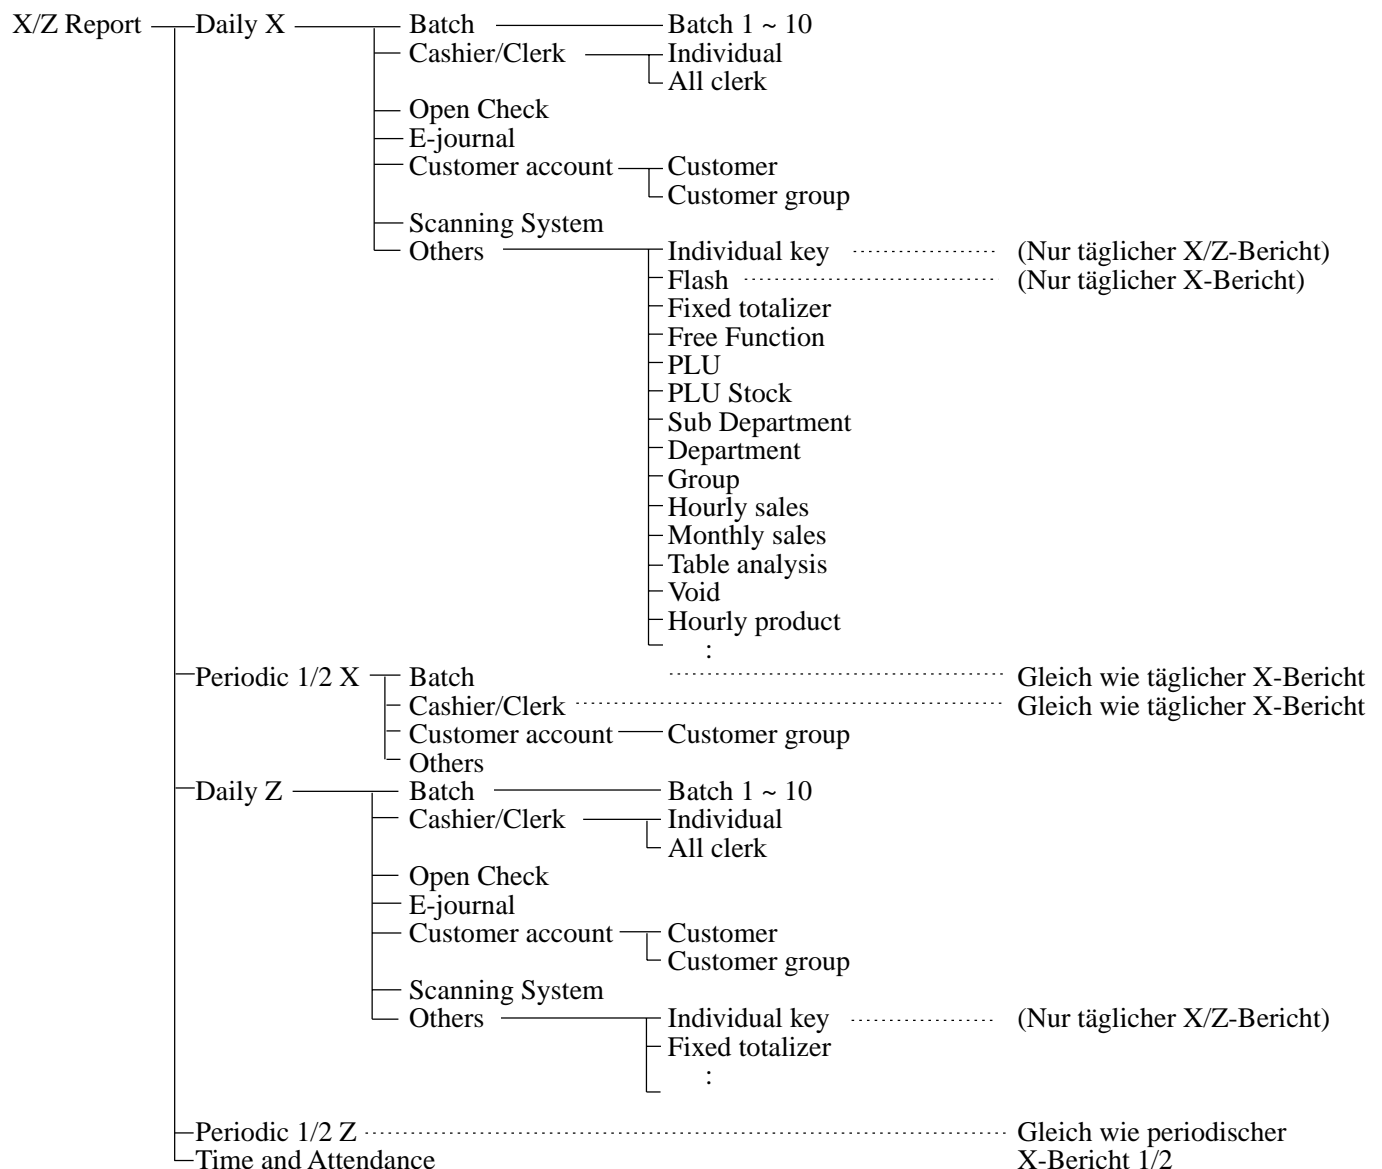 X/Z Report Daily X Batch Batch 1 ~ 10
Cashier/Clerk Individual
All clerk
Open Check
E-journal
Customer account Customer
Customer group
Scanning System
Others Individual key (Nur täglicher X/Z-Bericht)
Flash (Nur täglicher X-Bericht)
Fixed totalizer
Free Function
PLU
PLU Stock
Sub Department
Department
Group
Hourly sales
Monthly sales
Table analysis
Void
Hourly product
:
Periodic 1/2 X Batch Gleich wie täglicher X-Bericht
Cashier/Clerk Gleich wie täglicher X-Bericht
Customer account Customer group
Others
Daily Z Batch Batch 1 ~ 10
Cashier/Clerk Individual
All clerk
Open Check
E-journal
Customer account Customer
Customer group
Scanning System
Others Individual key (Nur täglicher X/Z-Bericht)
Fixed totalizer
:
Periodic 1/2 Z Gleich wie periodischer
Time and Attendance X-Bericht 1/2